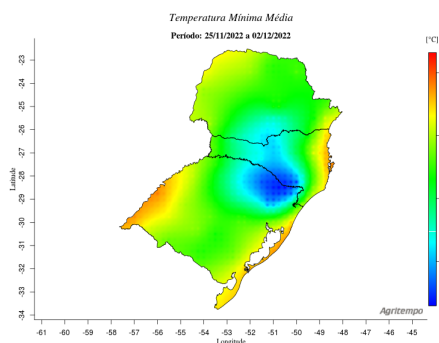 Temperatura Mínima Média
Período: 25/11/2022 a 02/12/2022
[°C]
-23
-24
-25
-26
-27
-28
-29
-30
-31
-32
-33
-34
Latitude
Agritempo
-61 -60 -59 -58 -57 -56 -55 -54 -53 -52 -51 -50 -49 -48 -47 -46 -45
Longitude